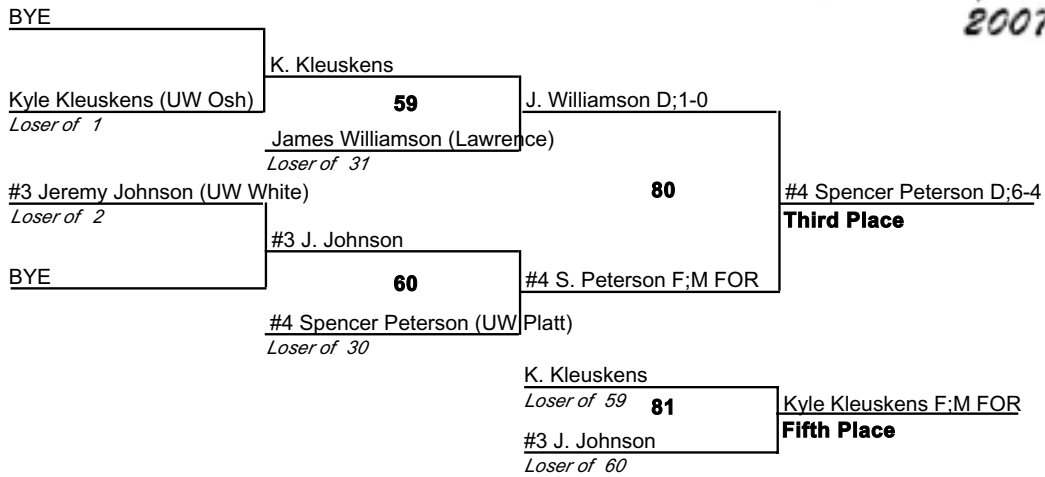 2007
BYE
K. Kleuskens
Kyle Kleuskens (UW Osh)
59
J. Williamson D;1-0
Loser of 1
James Williamson (Lawrence)
Loser of 31
#3 Jeremy Johnson (UW White)
80
#4 Spencer Peterson D;6-4
Loser of 2
Third Place
#3 J. Johnson
BYE
60
#4 S. Peterson F;M FOR
#4 Spencer Peterson (UW Platt)
Loser of 30
K. Kleuskens
Loser of 59
81
Kyle Kleuskens F;M FOR
Fifth Place
#3 J. Johnson
Loser of 60